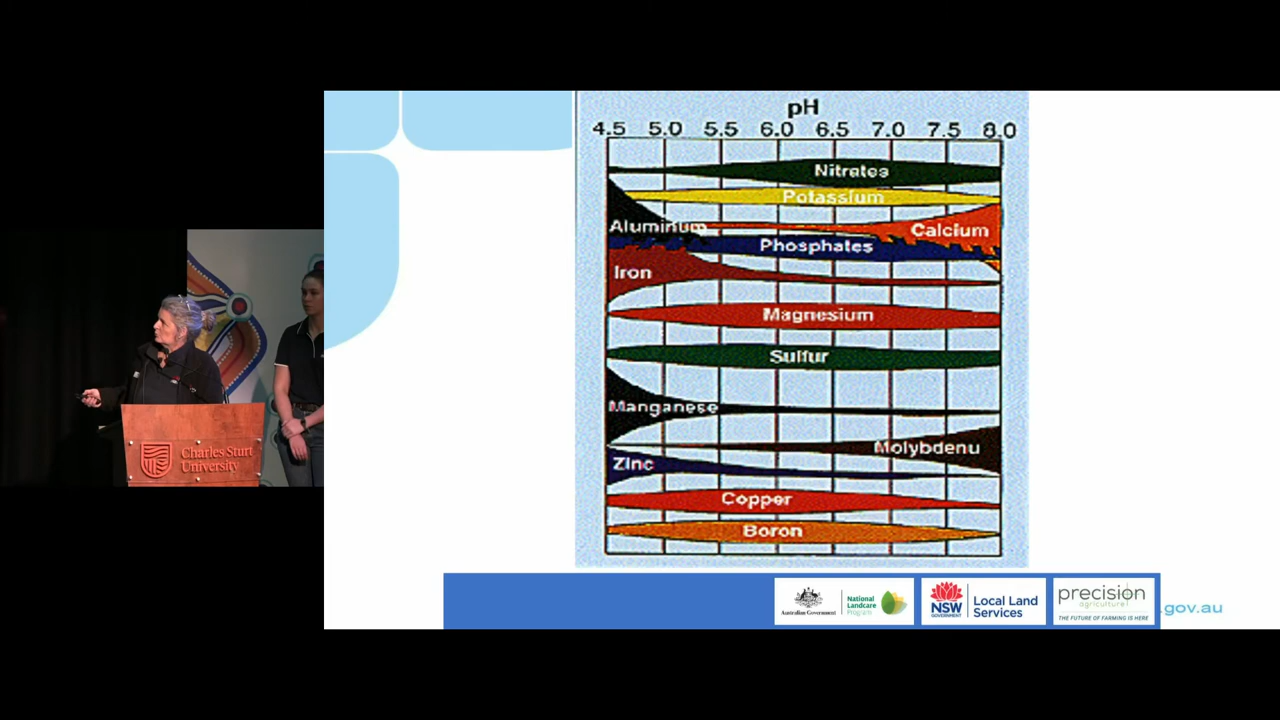 pH
4.5 5.0 5.5 6.0 6.5 7.0 7.5 8.0
Nitrates
Potassium
Aluminum
Calcium
Phosphates
Iron
Magnesium
Sulfur
Manganese
Molybdenu
Zinc
Copper
Boron
Charles Sturt
University
Australian Government
National
Landcare
Program
NSW
GOVERNMENT
Local Land
Services
precision
agriculture
THE FUTURE OF FARMING IS HERE
.gov.au